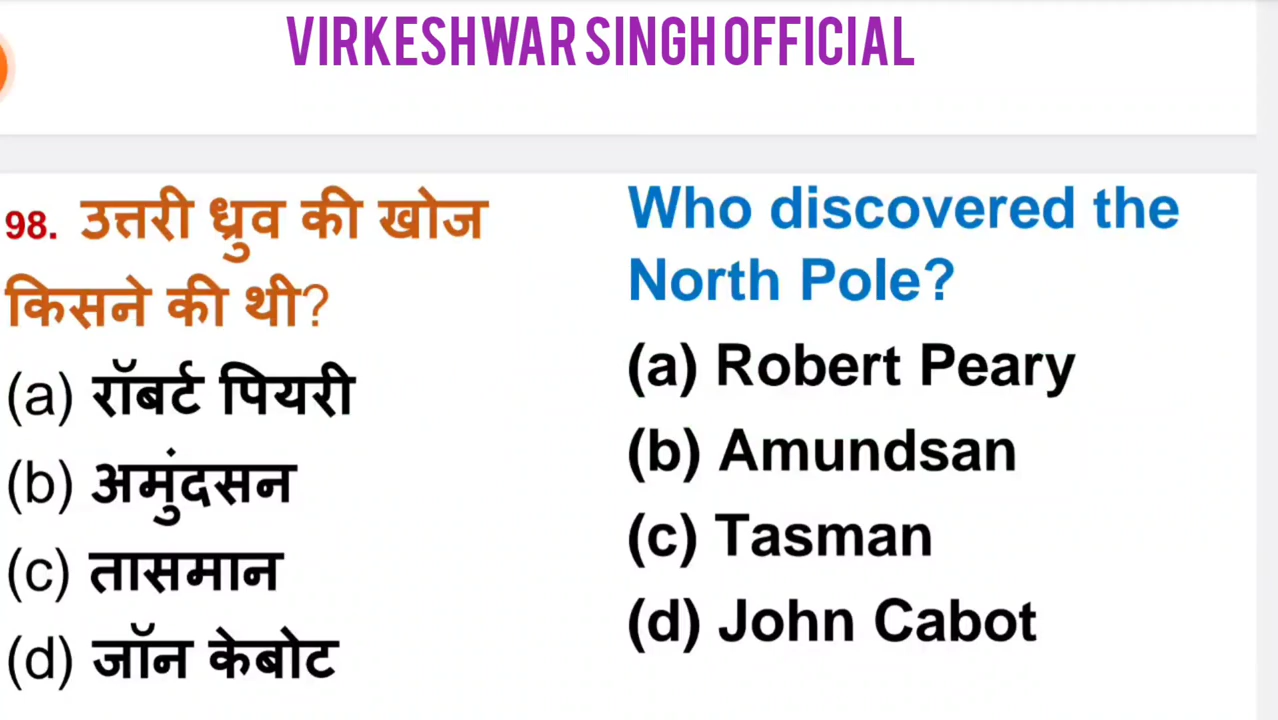 VIRKESHWAR SINGH OFFICIAL
98. उत्तरी ध्रुव की खोज
किसने की थी?
(a) रॉबर्ट पियरी
(b) अमुंदसन
(c) तासमान
(d) जॉन केबोट
Who discovered the
North Pole?
(a) Robert Peary
(b) Amundsan
(c) Tasman
(d) John Cabot